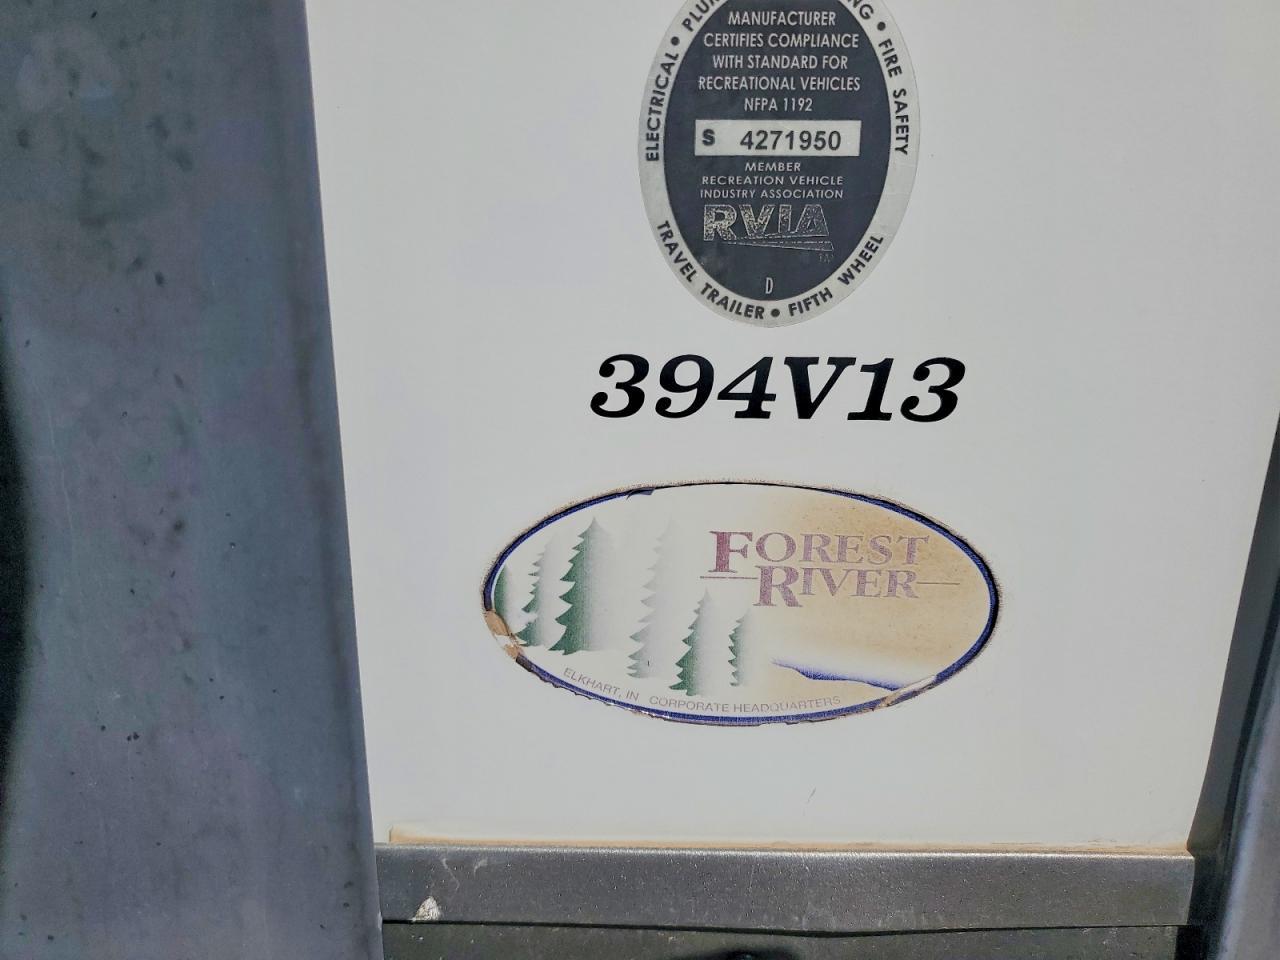 MANUFACTURER
CERTIFIES COMPLIANCE
WITH STANDARD FOR
RECREATIONAL VEHICLES
NFPA 1192
S 4271950
MEMBER
RECREATION VEHICLE
INDUSTRY ASSOCIATION
RVIA
D
ELECTRICAL •
• FIRE SAFETY
TRAVEL TRAILER • FIFTH WHEEL
394V13
FOREST
RIVER
ELKHART, IN CORPORATE HEADQUARTERS